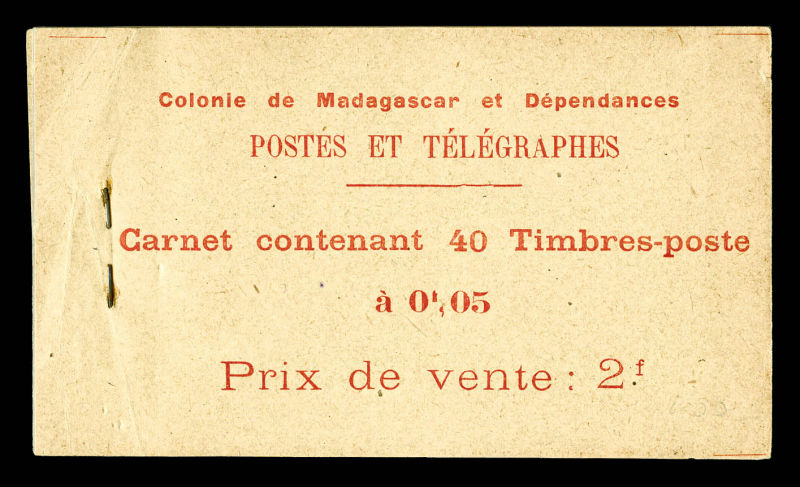 Colonie de Madagascar et Dépendances
POSTES ET TÉLÉGRAPHES
Carnet contenant 40 Timbres-poste
à 0ᶠ,05
Prix de vente : 2ᶠ